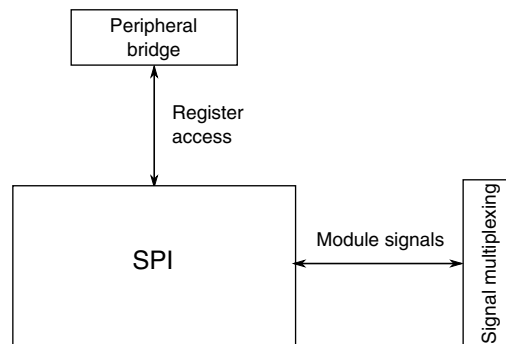 Peripheral
bridge
Register
access
SPI
Module signals
Signal multiplexing